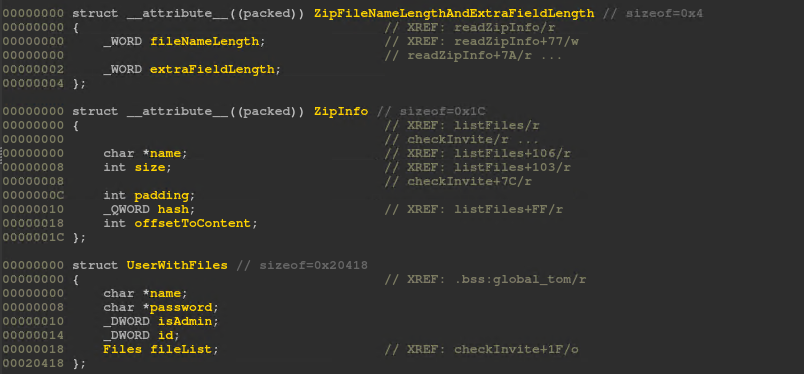 00000000 struct __attribute__((packed)) ZipFileNameLengthAndExtraFieldLength // sizeof=0x4
00000000 { // XREF: readZipInfo/r
00000000 _WORD fileNameLength; // XREF: readZipInfo+77/w
00000000 // readZipInfo+7A/r ...
00000002 _WORD extraFieldLength;
00000004 };
00000000 struct __attribute__((packed)) ZipInfo // sizeof=0x1C
00000000 { // XREF: listFiles/r
00000000 // checkInvite/r ...
00000000 char *name; // XREF: listFiles+106/r
00000008 int size; // XREF: listFiles+103/r
00000008 // checkInvite+7C/r
0000000C int padding;
00000010 _QWORD hash; // XREF: listFiles+FF/r
00000018 int offsetToContent;
0000001C };
00000000 struct UserWithFiles // sizeof=0x20418
00000000 { // XREF: .bss:global_tom/r
00000000 char *name;
00000008 char *password;
00000010 _DWORD isAdmin;
00000014 _DWORD id;
00000018 Files fileList; // XREF: checkInvite+1F/o
00020418 };